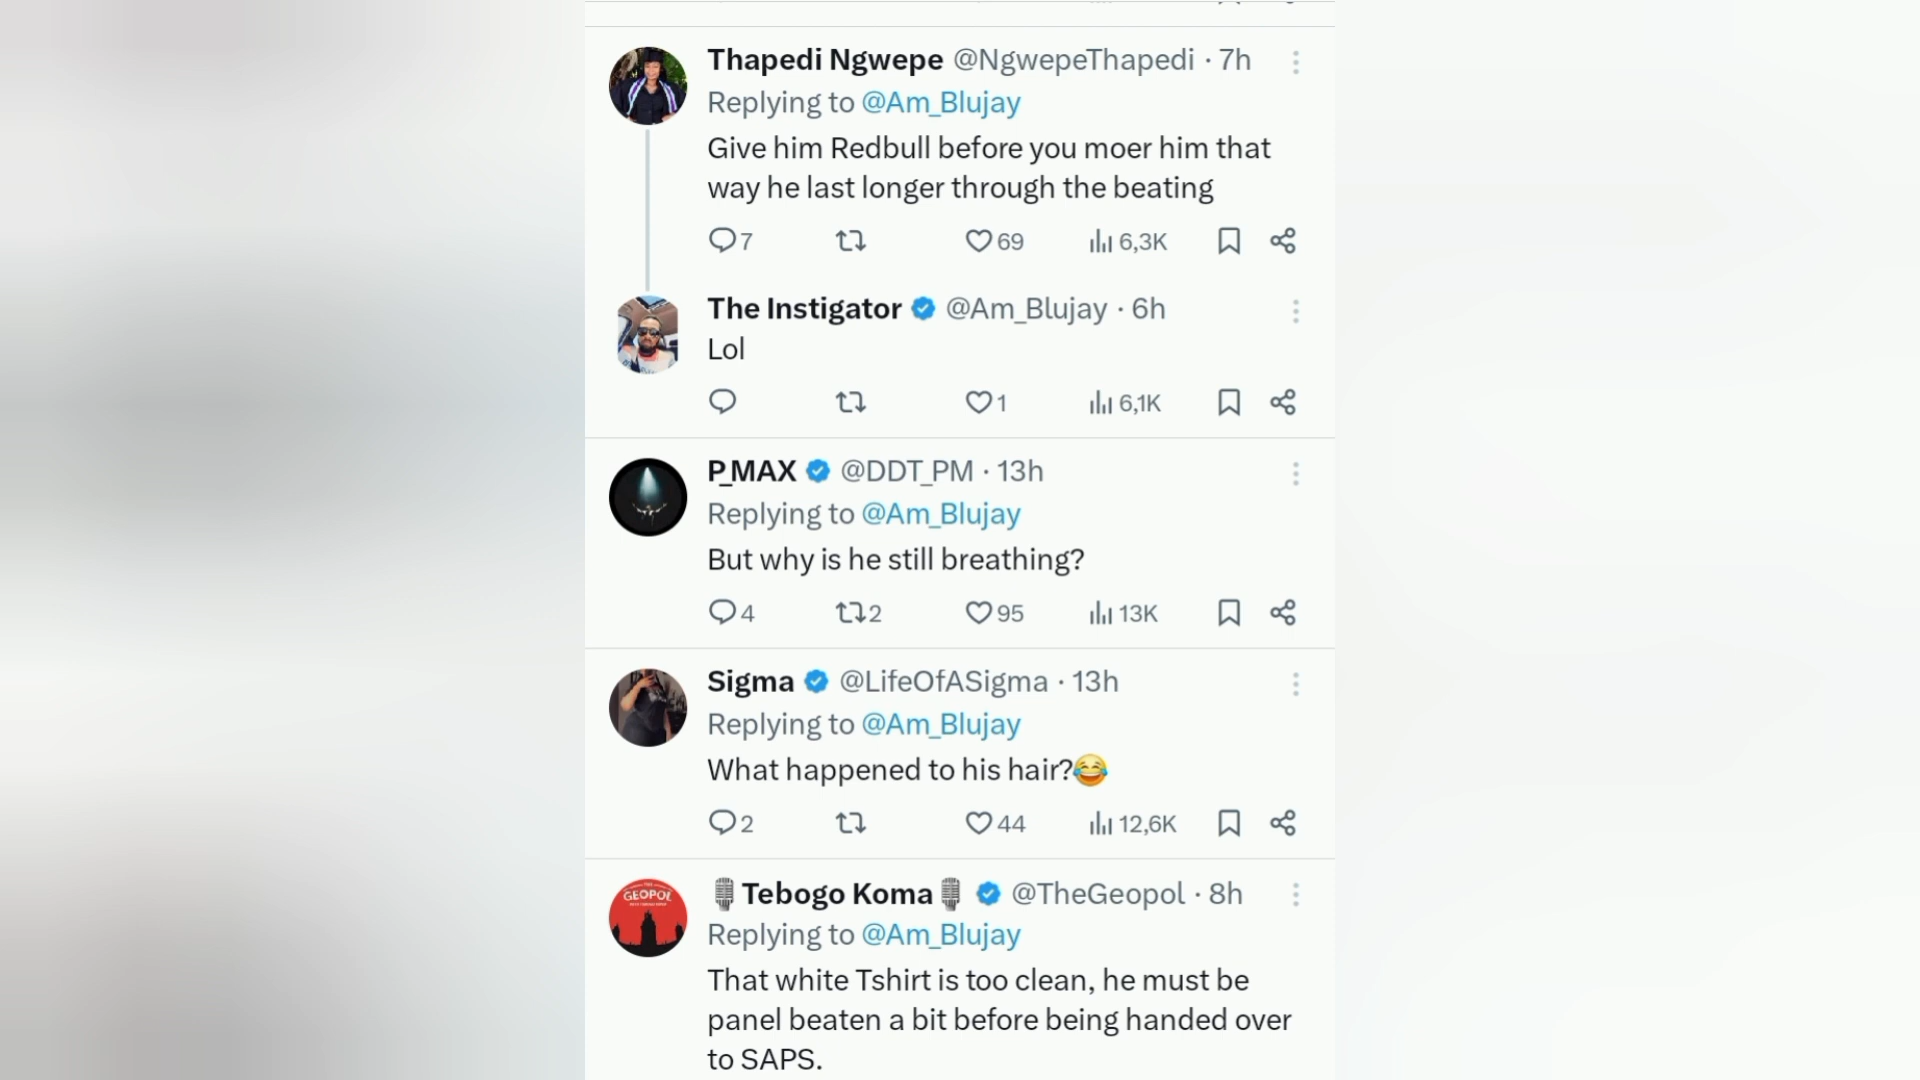 Thapedi Ngwepe @NgwepeThapedi · 7h
Replying to @Am_Blujay
Give him Redbull before you moer him that
way he last longer through the beating
7 69 6,3K
The Instigator @Am_Blujay · 6h
Lol
1 6,1K
P_MAX @DDT_PM · 13h
Replying to @Am_Blujay
But why is he still breathing?
4 2 95 13K
Sigma @LifeOfASigma · 13h
Replying to @Am_Blujay
What happened to his hair?😂
2 44 12,6K
GEOPOL
🎙️Tebogo Koma🎙️ @TheGeopol · 8h
Replying to @Am_Blujay
That white Tshirt is too clean, he must be
panel beaten a bit before being handed over
to SAPS.